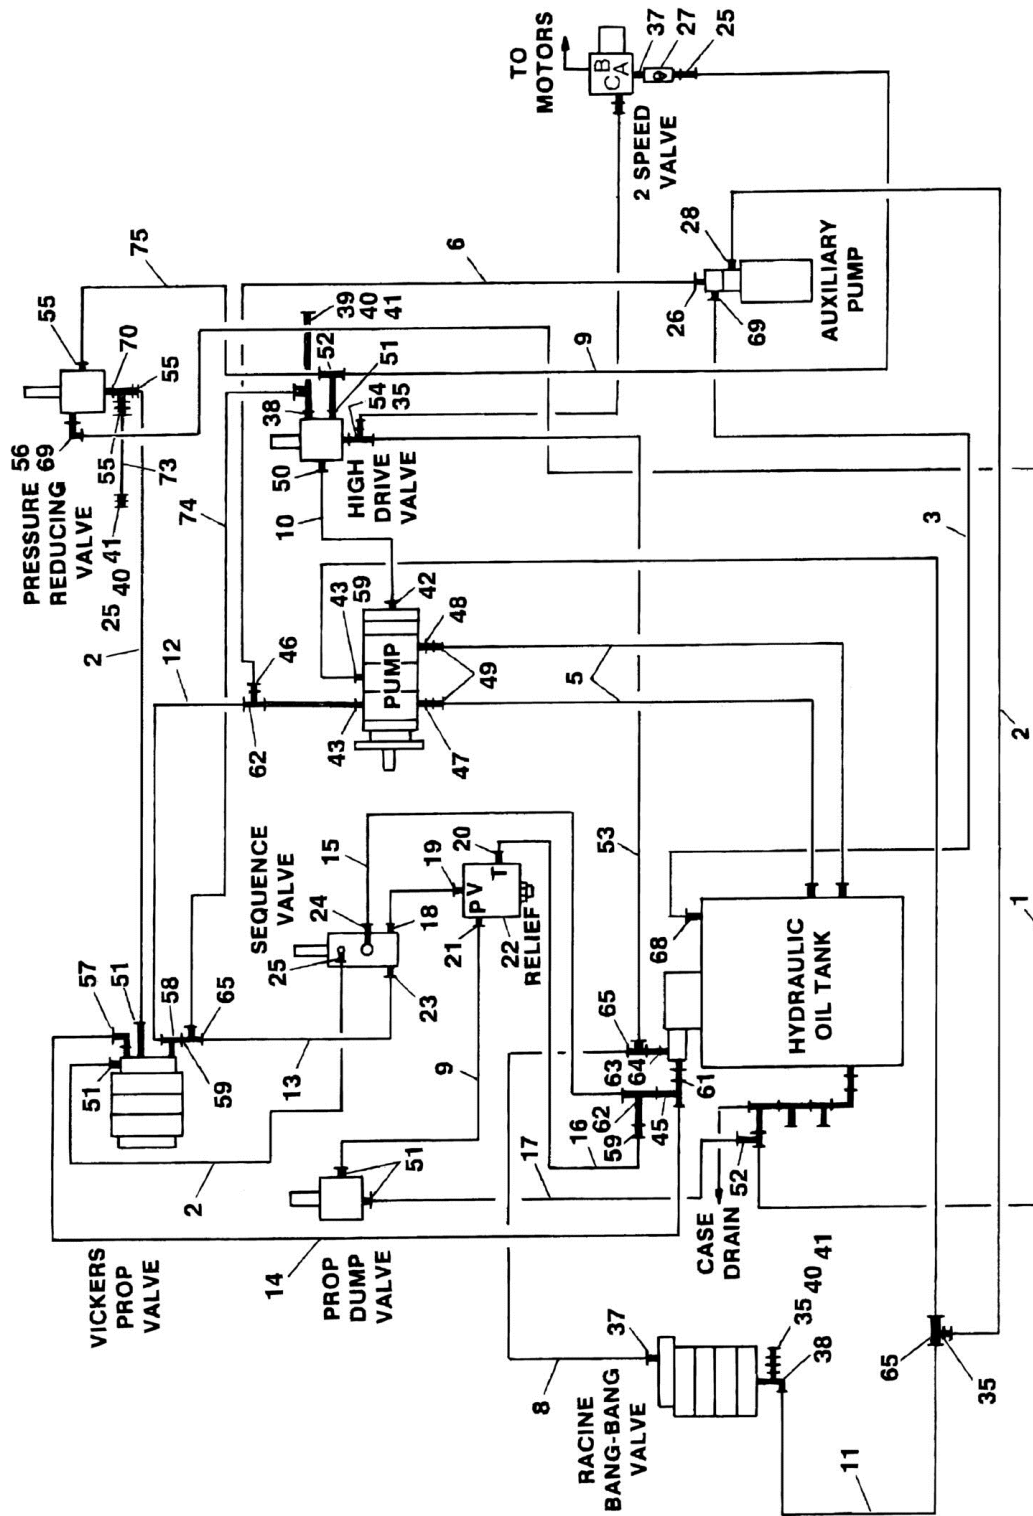 TO
MOTORS
B
C A
37
27
25
2 SPEED
VALVE
28
26
69
AUXILIARY
PUMP
6
75
55
70
55
56
69
PRESSURE
REDUCING
VALVE
55
73
41
40
25
74
2
12
39
40
41
52
51
38
54
35
50
HIGH
DRIVE
VALVE
10
9
3
43
59
42
48
49
PUMP
43
47
46
62
5
2
1
53
SEQUENCE
VALVE
15
24
25
18
23
19
20
P V
T
21
22
RELIEF
57
51
58
65
59
51
13
2
9
VICKERS
PROP
VALVE
14
PROP
DUMP
VALVE
51
17
16
65
63
64
61
62
59
45
68
HYDRAULIC
OIL TANK
52
CASE
DRAIN
37
8
RACINE
BANG-BANG
VALVE
35
40
41
38
11
65
35